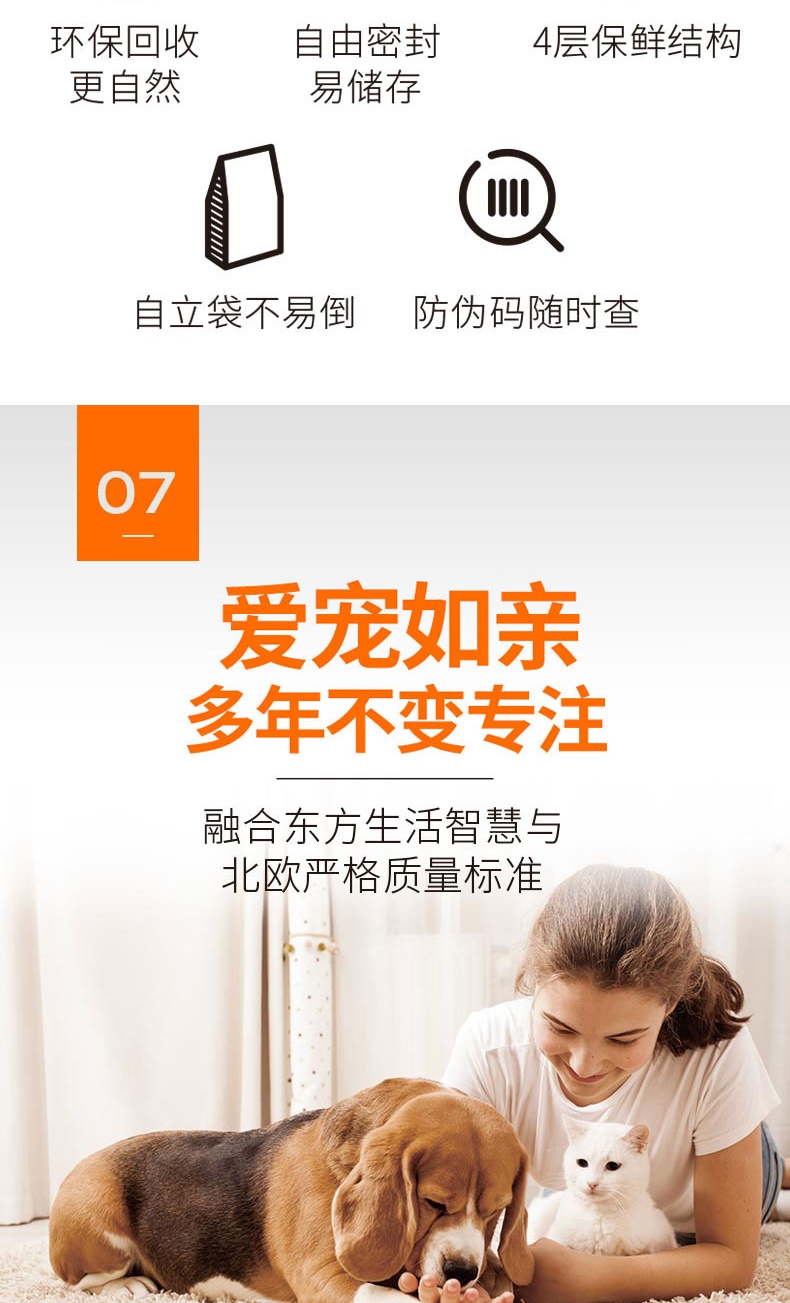 环保回收
更自然
自由密封
易储存
4层保鲜结构
自立袋不易倒
防伪码随时查
07
爱宠如亲
多年不变专注
融合东方生活智慧与
北欧严格质量标准